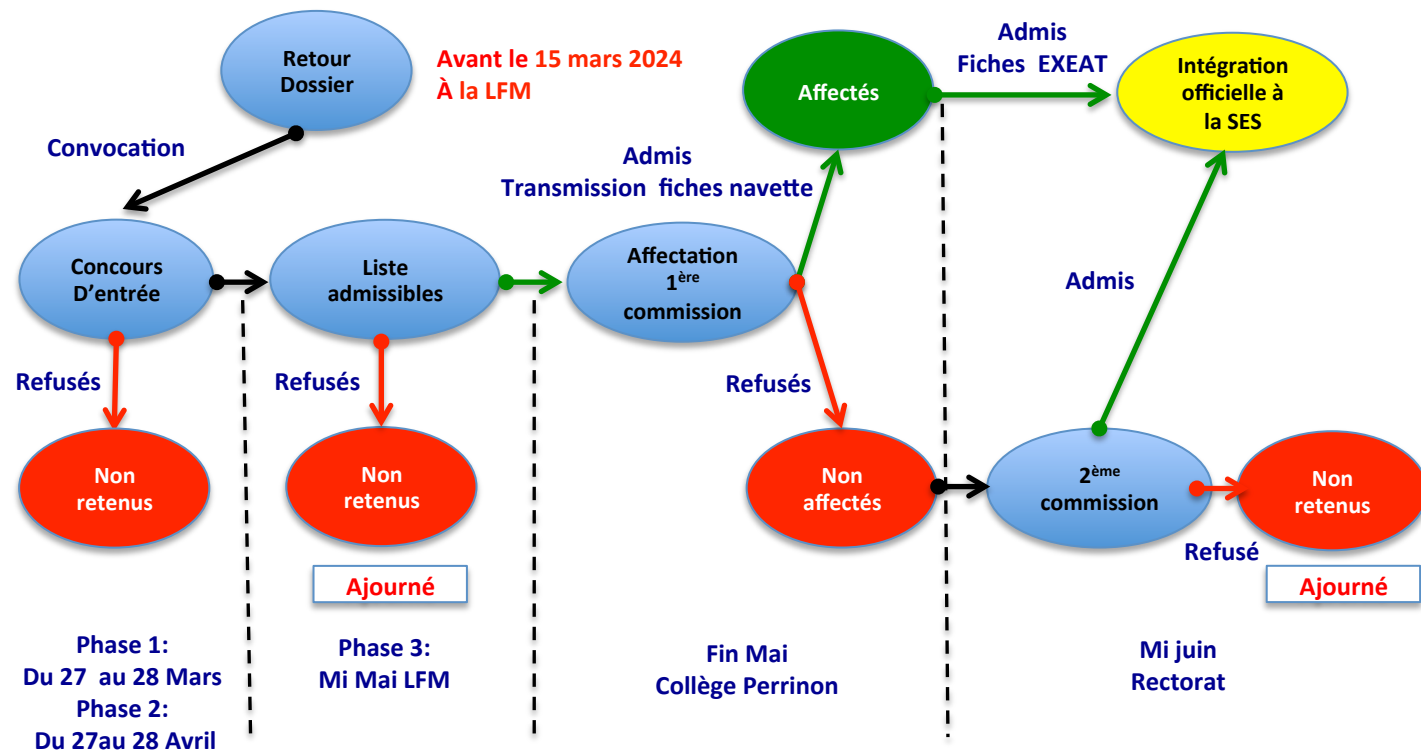 Retour
Dossier
Avant le 15 mars 2024
À la LFM
Convocation
Concours
D'entrée
Refusés
Non
retenus
Liste
admissibles
Refusés
Non
retenus
Ajourné
Admis
Transmission fiches navette
Affectation
1ère
commission
Affectés
Refusés
Non
affectés
Admis
Fiches EXEAT
Intégration
officielle à
la SES
Admis
2ème
commission
Refusé
Non
retenus
Ajourné
Phase 1:
Du 27 au 28 Mars
Phase 2:
Du 27au 28 Avril
Phase 3:
Mi Mai LFM
Fin Mai
Collège Perrinon
Mi juin
Rectorat